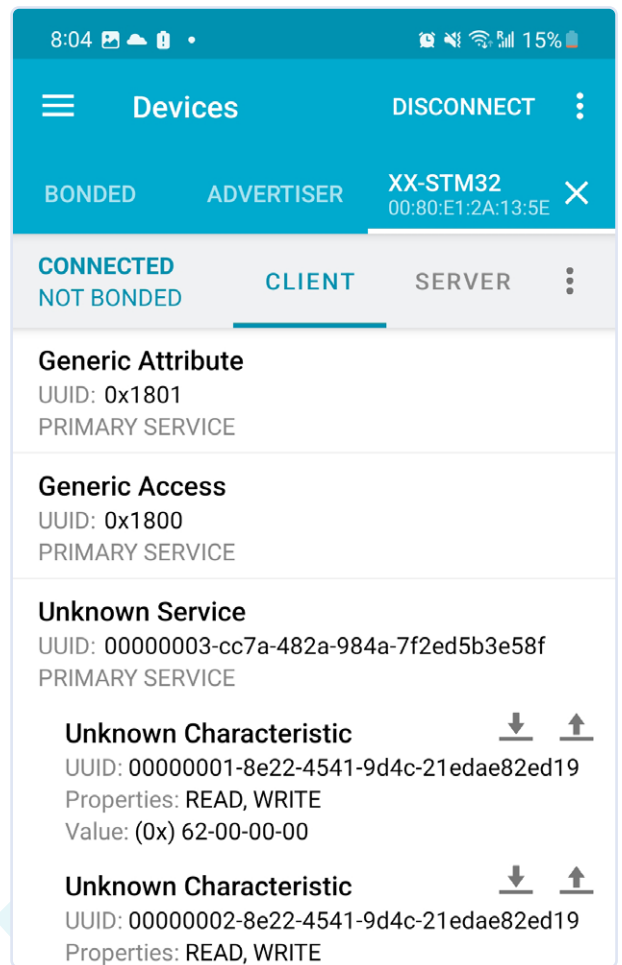 8:04 15%
Devices DISCONNECT
BONDED ADVERTISER XX-STM32
00:80:E1:2A:13:5E
CONNECTED
NOT BONDED CLIENT SERVER
Generic Attribute
UUID: 0x1801
PRIMARY SERVICE
Generic Access
UUID: 0x1800
PRIMARY SERVICE
Unknown Service
UUID: 00000003-cc7a-482a-984a-7f2ed5b3e58f
PRIMARY SERVICE
Unknown Characteristic
UUID: 00000001-8e22-4541-9d4c-21edae82ed19
Properties: READ, WRITE
Value: (0x) 62-00-00-00
Unknown Characteristic
UUID: 00000002-8e22-4541-9d4c-21edae82ed19
Properties: READ, WRITE